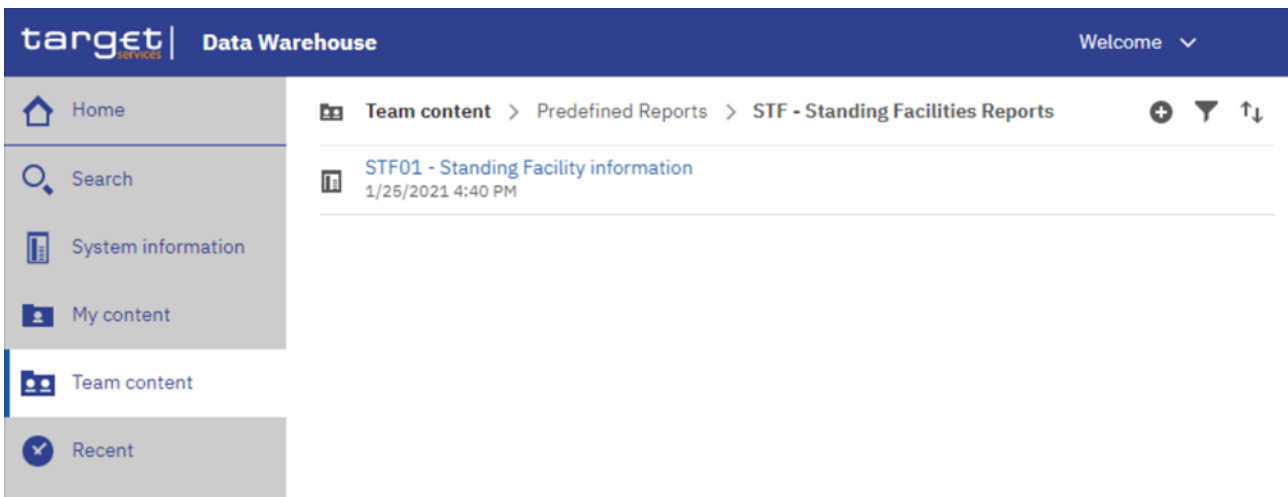 target| Data Warehouse Welcome
services
Home
Team content > Predefined Reports > STF - Standing Facilities Reports
Search
STF01 - Standing Facility information
1/25/2021 4:40 PM
System information
My content
Team content
Recent